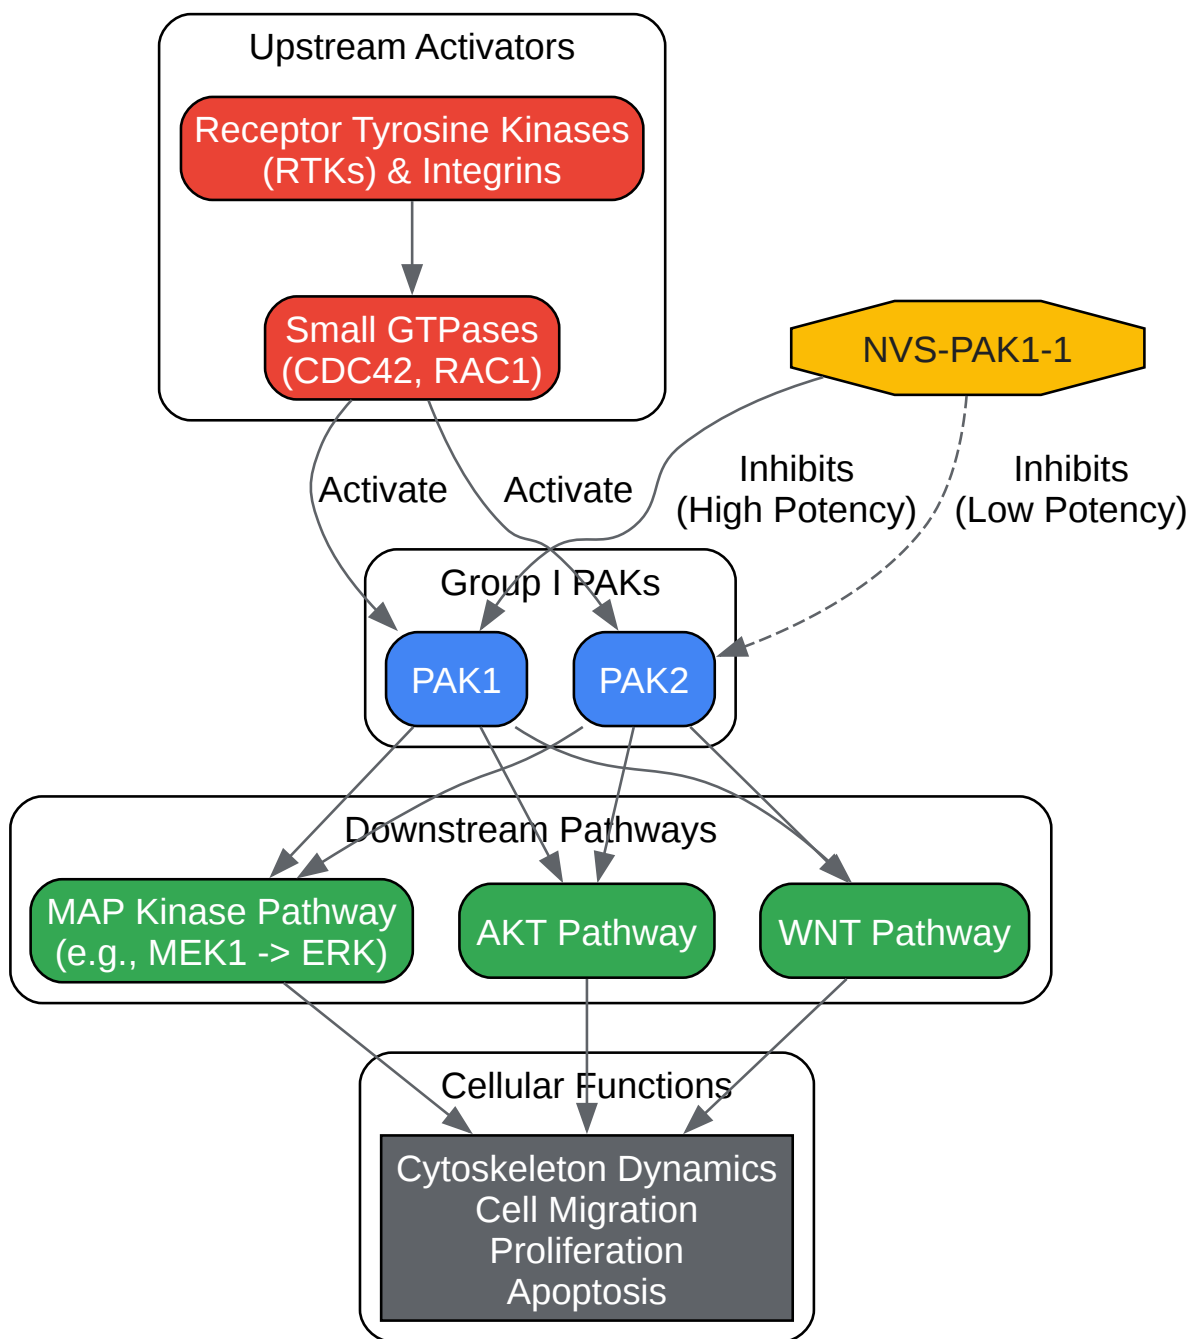 Upstream Activators
Receptor Tyrosine Kinases
(RTKs) & Integrins
Small GTPases
(CDC42, RAC1)
NVS-PAK1-1
Activate
Activate
Inhibits
(High Potency)
Inhibits
(Low Potency)
Group I PAKs
PAK1
PAK2
Downstream Pathways
MAP Kinase Pathway
(e.g., MEK1 -> ERK)
AKT Pathway
WNT Pathway
Cellular Functions
Cytoskeleton Dynamics
Cell Migration
Proliferation
Apoptosis